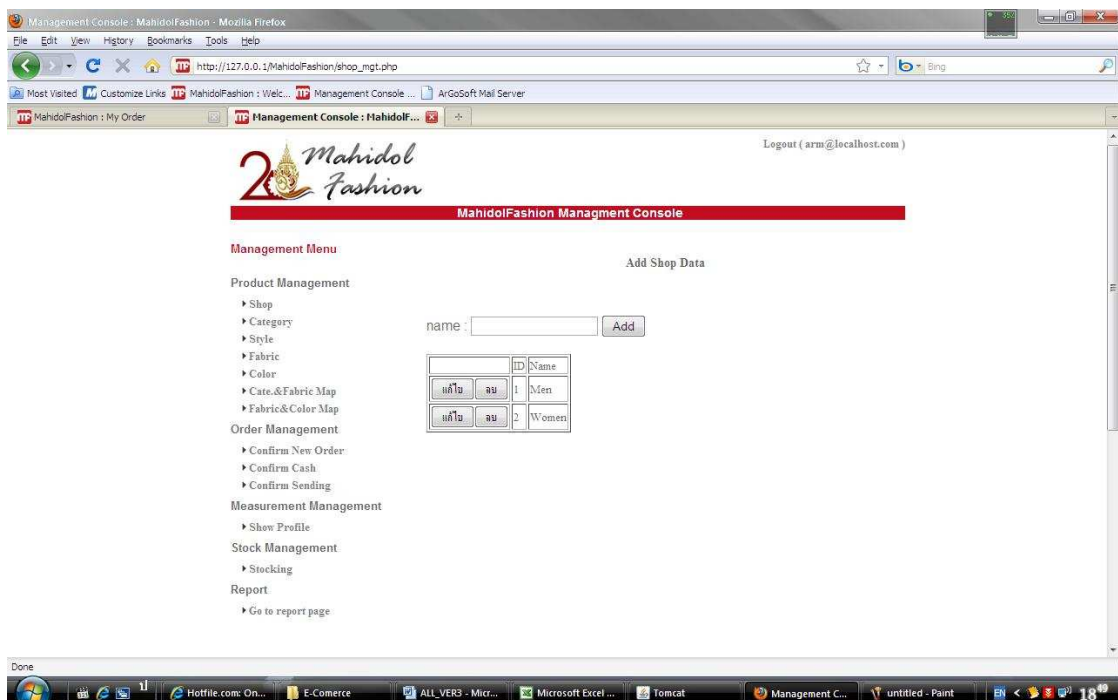 Management Console : MahidolFashion - Mozilla Firefox
File Edit View History Bookmarks Tools Help
http://127.0.0.1/MahidolFashion/shop_mgt.php
Bing
Most Visited Customize Links MahidolFashion : Welc... Management Console ... ArGoSoft Mail Server
MahidolFashion : My Order Management Console : MahidolF...
20 Mahidol Fashion
Logout ( arm@localhost.com )
MahidolFashion Managment Console
Management Menu
Add Shop Data
Product Management
Shop
Category
Style
Fabric
Color
Cate.&Fabric Map
Fabric&Color Map
Order Management
Confirm New Order
Confirm Cash
Confirm Sending
Measurement Management
Show Profile
Stock Management
Stocking
Report
Go to report page
name : Add
ID Name
แก้ไข ลบ 1 Men
แก้ไข ลบ 2 Women
Done
Hotfile.com: On... E-Comerce ALL_VER3 - Micr... Microsoft Excel ... Tomcat Management C... untitled - Paint EN